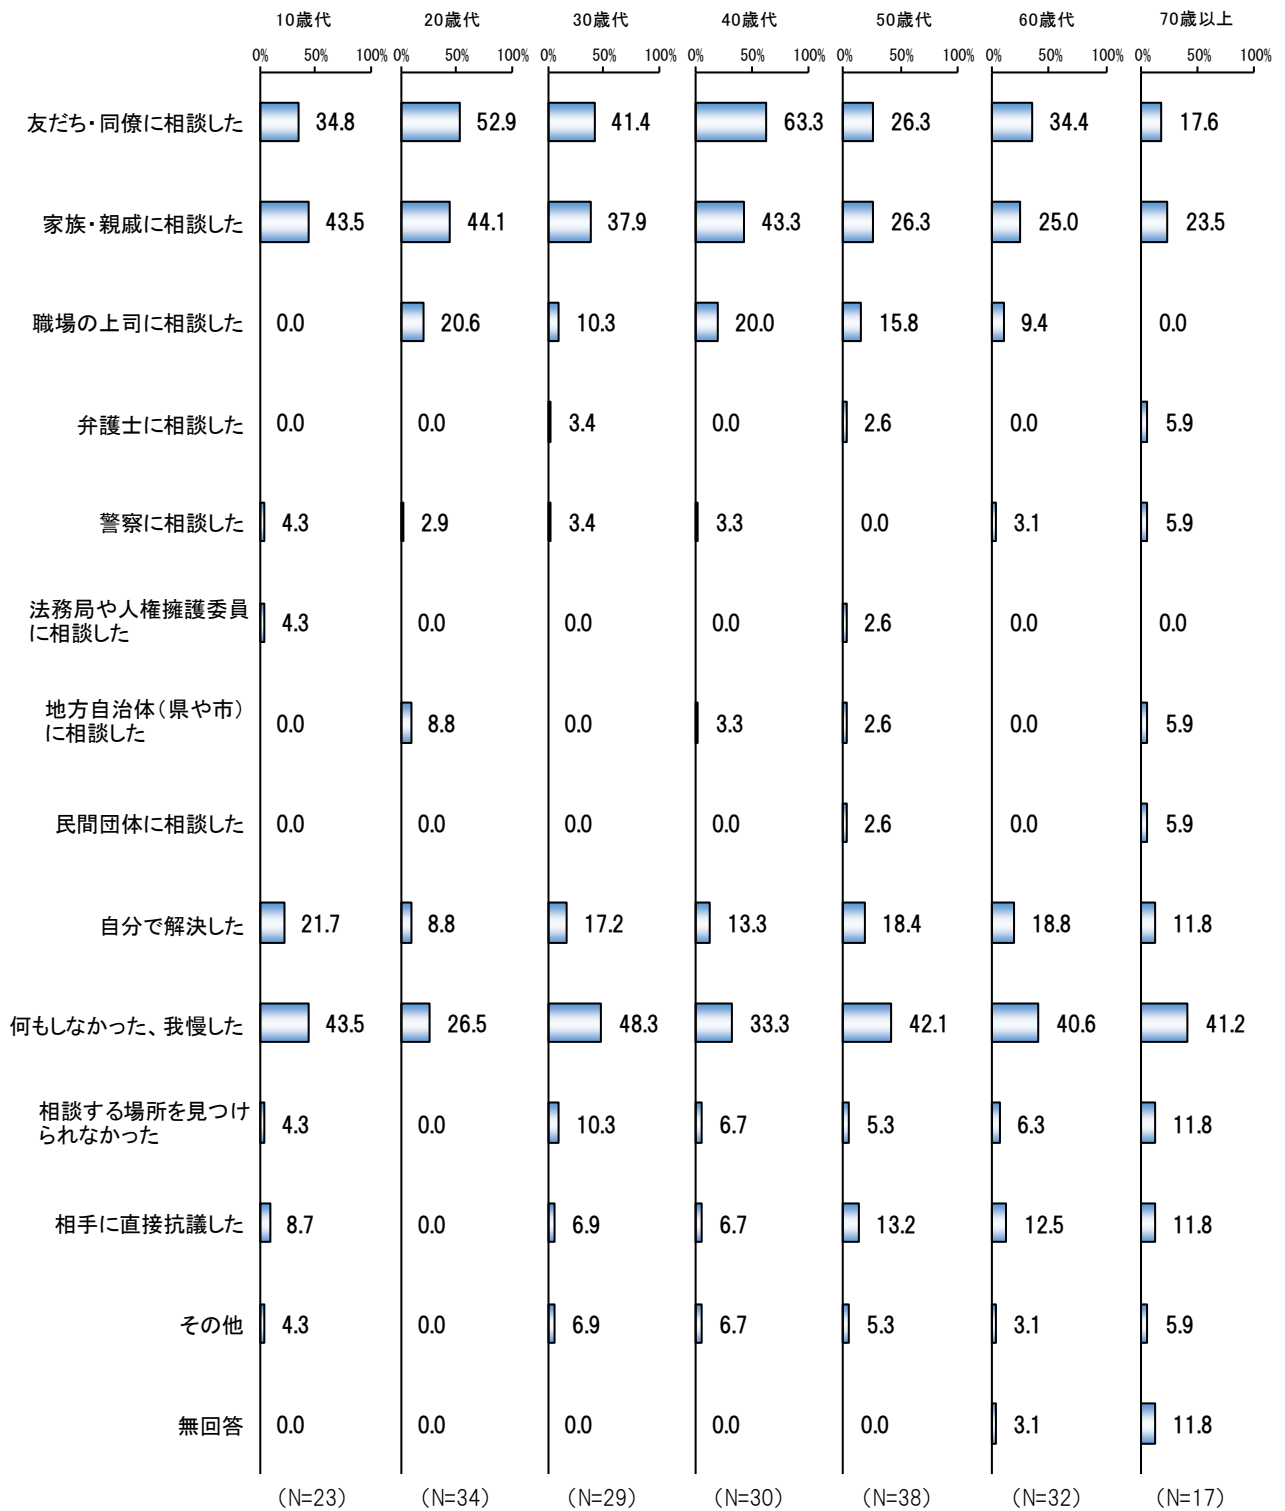 10歳代 20歳代 30歳代 40歳代 50歳代 60歳代 70歳以上
0% 50% 100% 0% 50% 100% 0% 50% 100% 0% 50% 100% 0% 50% 100% 0% 50% 100% 0% 50% 100%
友だち・同僚に相談した 34.8 52.9 41.4 63.3 26.3 34.4 17.6
家族・親戚に相談した 43.5 44.1 37.9 43.3 26.3 25.0 23.5
職場の上司に相談した 0.0 20.6 10.3 20.0 15.8 9.4 0.0
弁護士に相談した 0.0 0.0 3.4 0.0 2.6 0.0 5.9
警察に相談した 4.3 2.9 3.4 3.3 0.0 3.1 5.9
法務局や人権擁護委員
に相談した 4.3 0.0 0.0 0.0 2.6 0.0 0.0
地方自治体（県や市）
に相談した 0.0 8.8 0.0 3.3 2.6 0.0 5.9
民間団体に相談した 0.0 0.0 0.0 0.0 2.6 0.0 5.9
自分で解決した 21.7 8.8 17.2 13.3 18.4 18.8 11.8
何もしなかった、我慢した 43.5 26.5 48.3 33.3 42.1 40.6 41.2
相談する場所を見つけ
られなかった 4.3 0.0 10.3 6.7 5.3 6.3 11.8
相手に直接抗議した 8.7 0.0 6.9 6.7 13.2 12.5 11.8
その他 4.3 0.0 6.9 6.7 5.3 3.1 5.9
無回答 0.0 0.0 0.0 0.0 0.0 3.1 11.8
（N=23） （N=34） （N=29） （N=30） （N=38） （N=32） （N=17）